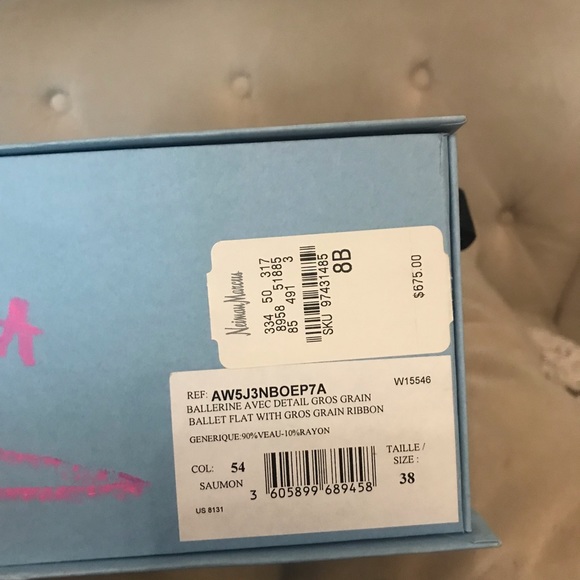 Neiman Marcus
334 50 317
8958 51885
85 491 3
SKU 97431485
8B
$675.00
REF: AW5J3NBOEP7A
W15546
BALLERINE AVEC DETAIL GROS GRAIN
BALLET FLAT WITH GROS GRAIN RIBBON
GENERIQUE:90%VEAU-10%RAYON
COL: 54
SAUMON
3 605899 689458
TAILLE /
SIZE :
38
US 8131